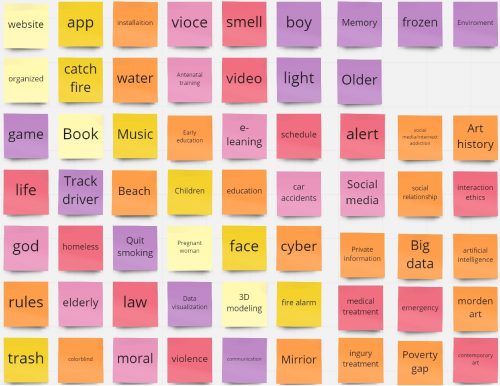 website
app
installaition
vioce
smell
boy
Memory
frozen
Enviroment
organized
catch
fire
water
Antenatal
training
video
light
Older
game
Book
Music
Early
education
e-
leaning
schedule
alert
social
media/internet
addiction
Art
history
life
Track
driver
Beach
Children
education
car
accidents
Social
media
social
relationship
interaction
ethics
god
homeless
Quit
smoking
Pregnant
woman
face
cyber
Private
information
Big
data
artificial
intelligence
rules
elderly
law
Data
visualization
3D
modeling
fire alarm
medical
treatment
emergency
morden
art
trash
colorblind
moral
violence
communication
Mirrior
ingury
treatment
Poverty
gap
contemporary
art